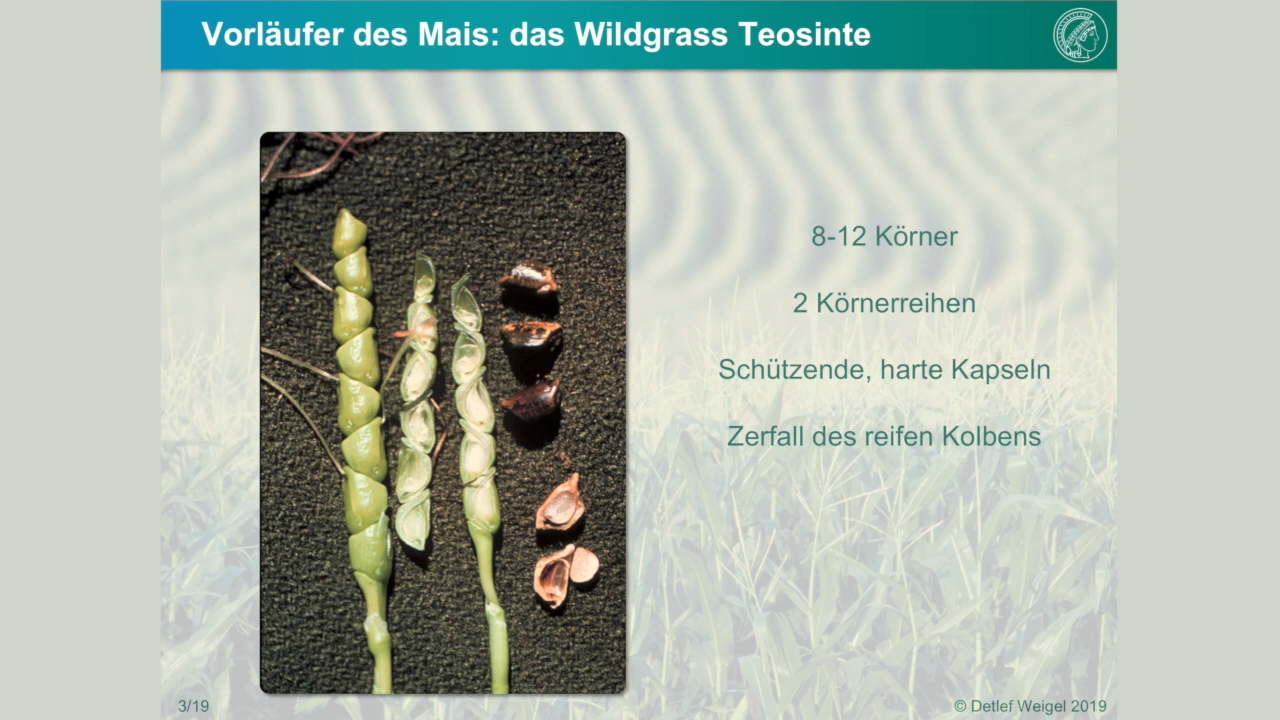 Vorläufer des Mais: das Wildgrass Teosinte
8-12 Körner
2 Körnerreihen
Schützende, harte Kapseln
Zerfall des reifen Kolbens
3/19
© Detlef Weigel 2019